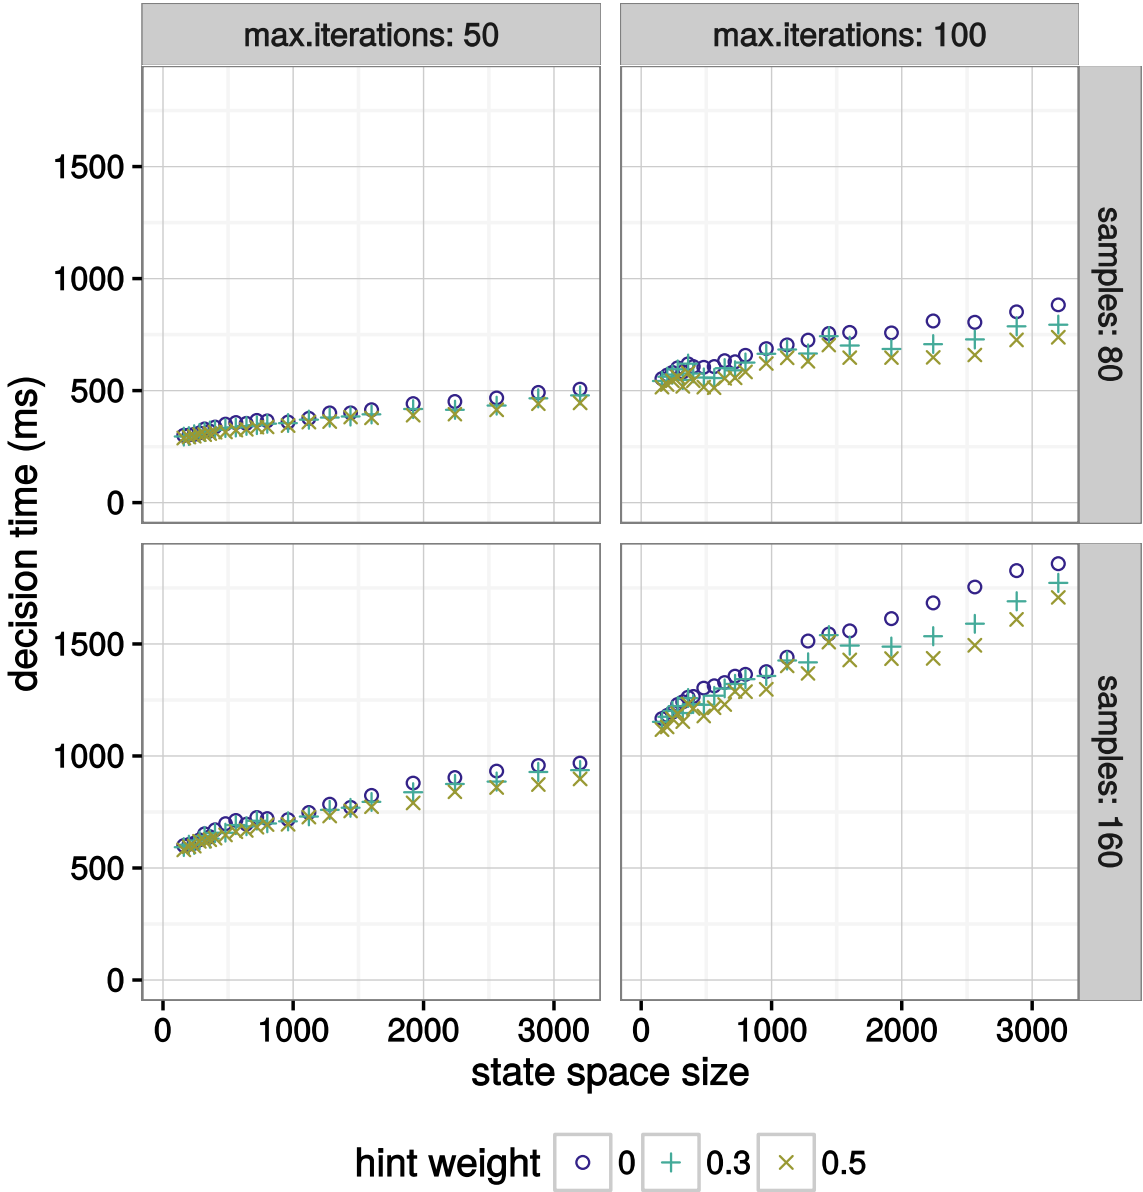 max.iterations: 50
max.iterations: 100
1500
1000
500
0
samples: 80
decision time (ms)
1500
1000
500
0
samples: 160
0 1000 2000 3000
0 1000 2000 3000
state space size
hint weight 0 0.3 0.5